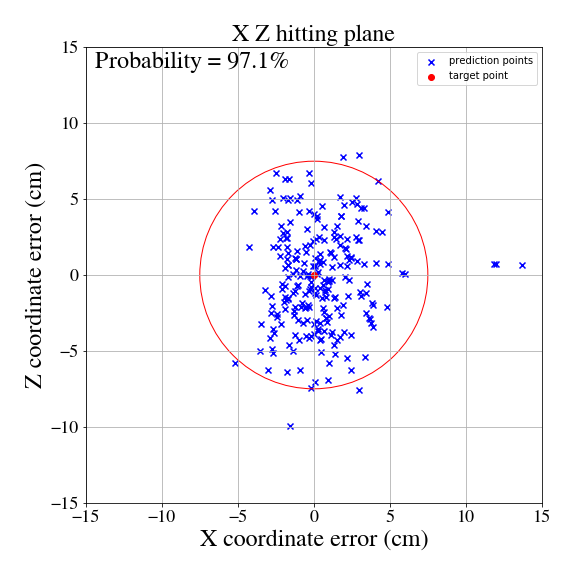 X Z hitting plane
Probability = 97.1%
prediction points
target point
Z coordinate error (cm)
15
10
5
0
−5
−10
−15
−15
−10
−5
0
5
10
15
X coordinate error (cm)